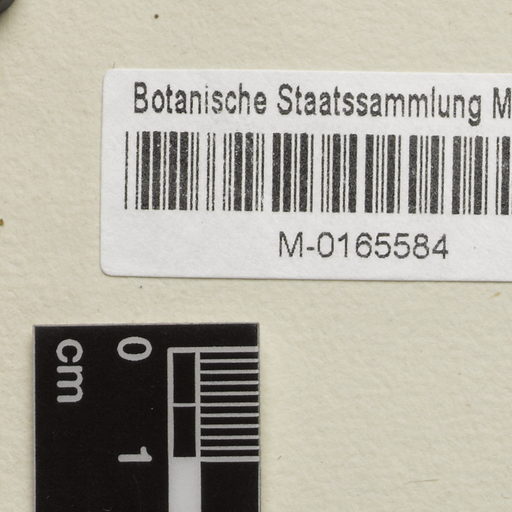 Botanische Staatssammlung M
M-0165584
cm
0
1